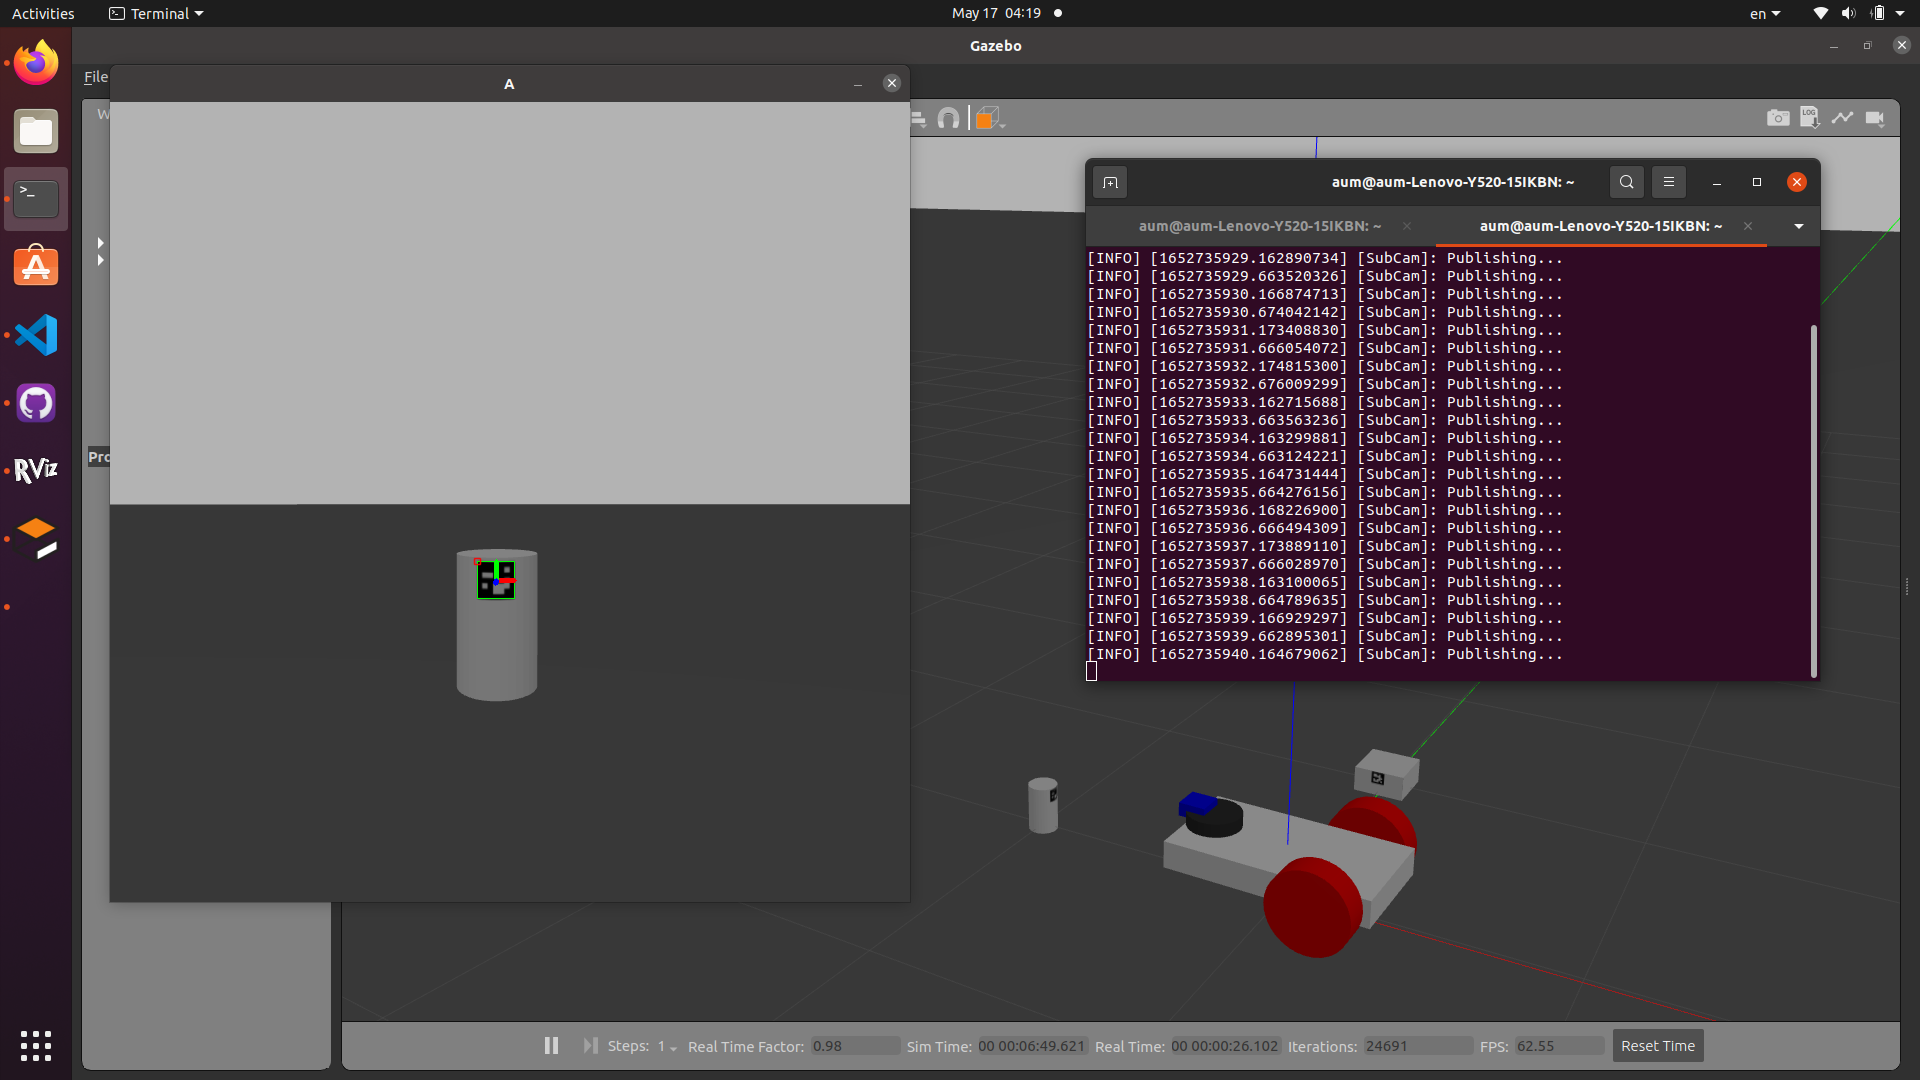 Activities
Terminal
May 17 04:19
en
Gazebo
File
A
W
LOG
aum@aum-Lenovo-Y520-15IKBN: ~
aum@aum-Lenovo-Y520-15IKBN: ~
aum@aum-Lenovo-Y520-15IKBN: ~
[INFO] [1652735929.162890734] [SubCam]: Publishing...
[INFO] [1652735929.663520326] [SubCam]: Publishing...
[INFO] [1652735930.166874713] [SubCam]: Publishing...
[INFO] [1652735930.674042142] [SubCam]: Publishing...
[INFO] [1652735931.173408830] [SubCam]: Publishing...
[INFO] [1652735931.666054072] [SubCam]: Publishing...
[INFO] [1652735932.174815300] [SubCam]: Publishing...
[INFO] [1652735932.676009299] [SubCam]: Publishing...
[INFO] [1652735933.162715688] [SubCam]: Publishing...
[INFO] [1652735933.663563236] [SubCam]: Publishing...
[INFO] [1652735934.163299881] [SubCam]: Publishing...
[INFO] [1652735934.663124221] [SubCam]: Publishing...
[INFO] [1652735935.164731444] [SubCam]: Publishing...
[INFO] [1652735935.664276156] [SubCam]: Publishing...
[INFO] [1652735936.168226900] [SubCam]: Publishing...
[INFO] [1652735936.666494309] [SubCam]: Publishing...
[INFO] [1652735937.173889110] [SubCam]: Publishing...
[INFO] [1652735937.666028970] [SubCam]: Publishing...
[INFO] [1652735938.163100065] [SubCam]: Publishing...
[INFO] [1652735938.664789635] [SubCam]: Publishing...
[INFO] [1652735939.166929297] [SubCam]: Publishing...
[INFO] [1652735939.662895301] [SubCam]: Publishing...
[INFO] [1652735940.164679062] [SubCam]: Publishing...
Pro
RViz
Steps: 1 Real Time Factor: 0.98 Sim Time: 00 00:06:49.621 Real Time: 00 00:00:26.102 Iterations: 24691 FPS: 62.55 Reset Time